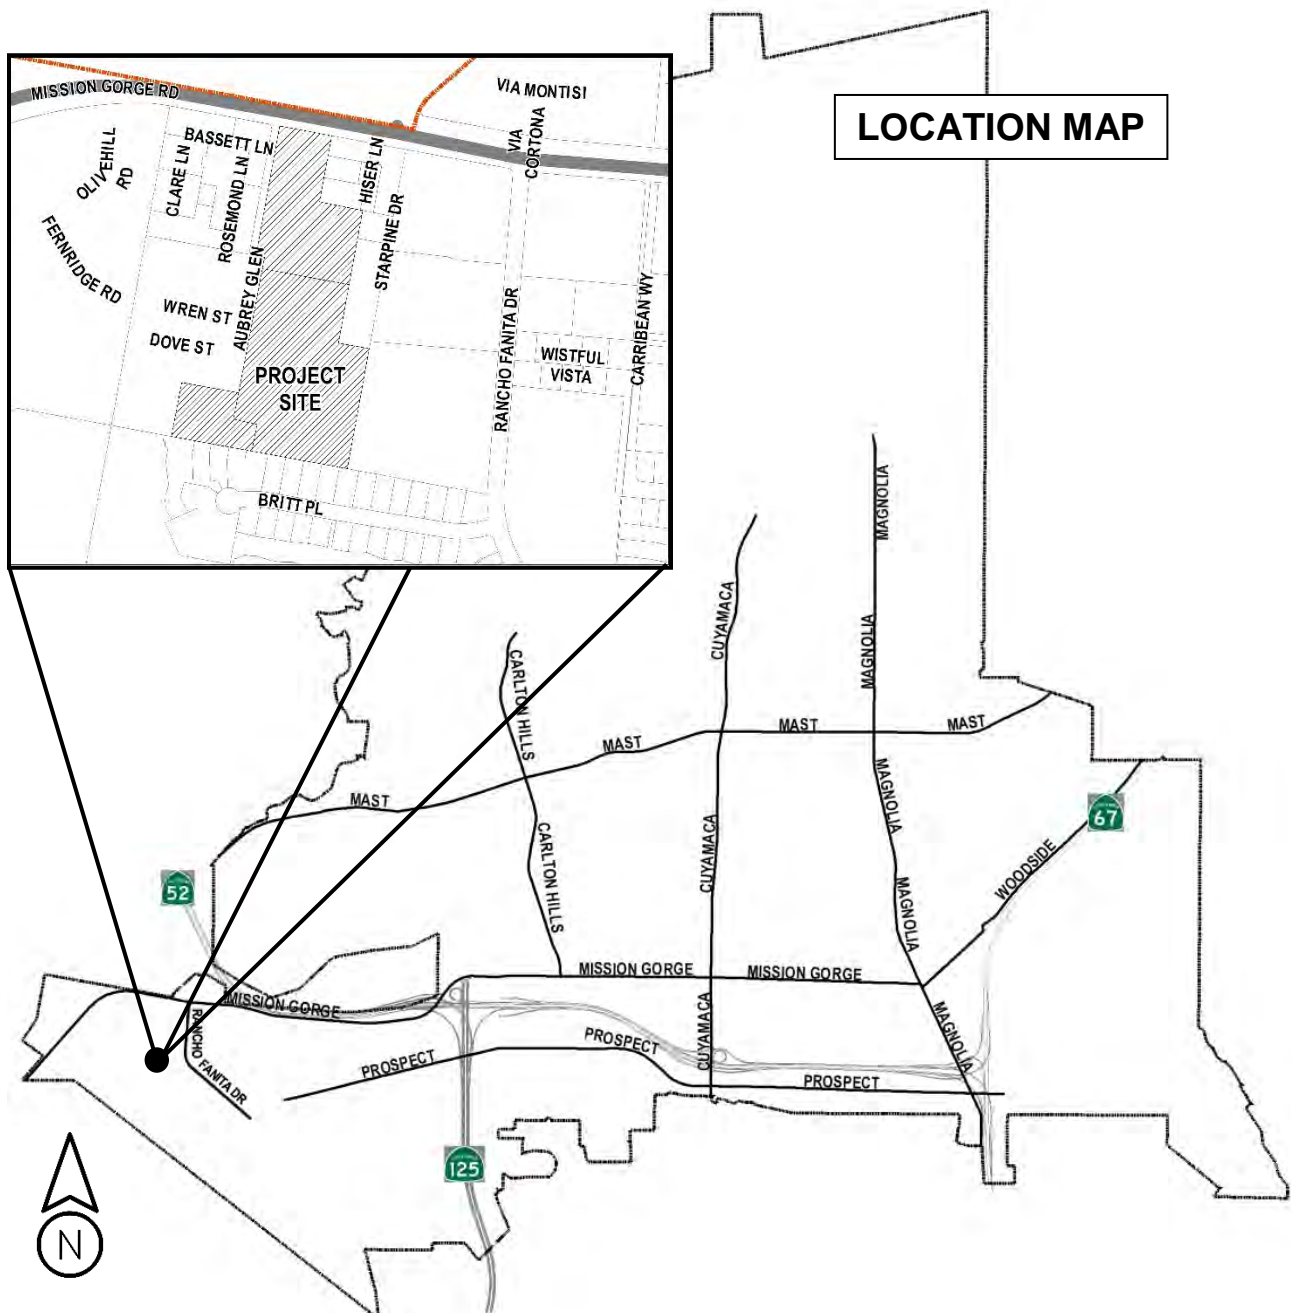 LOCATION MAP
MISSION GORGE RD
VIA MONTISI
VIA
CORTONA
BASSETT LN
OLIVEHILL
RD
CLARE LN
ROSEMOND LN
HISER LN
STARPINE DR
FERNRIDGE RD
AUBREY GLEN
WREN ST
DOVE ST
PROJECT
SITE
RANCHO FANITA DR
WISTFUL
VISTA
CARRIBEAN WY
BRITT PL
MAGNOLIA
CUYAMACA
MAGNOLIA
CARLTON HILLS
MAST
MAST
MAST
MAST
MAGNOLIA
67
CARLTON HILLS
CUYAMACA
WOODSIDE
52
MAGNOLIA
MISSION GORGE
MISSION GORGE
MISSION GORGE
RANCHO
FANITA DR
CUYAMACA
MAGNOLIA
PROSPECT
PROSPECT
PROSPECT
125
N